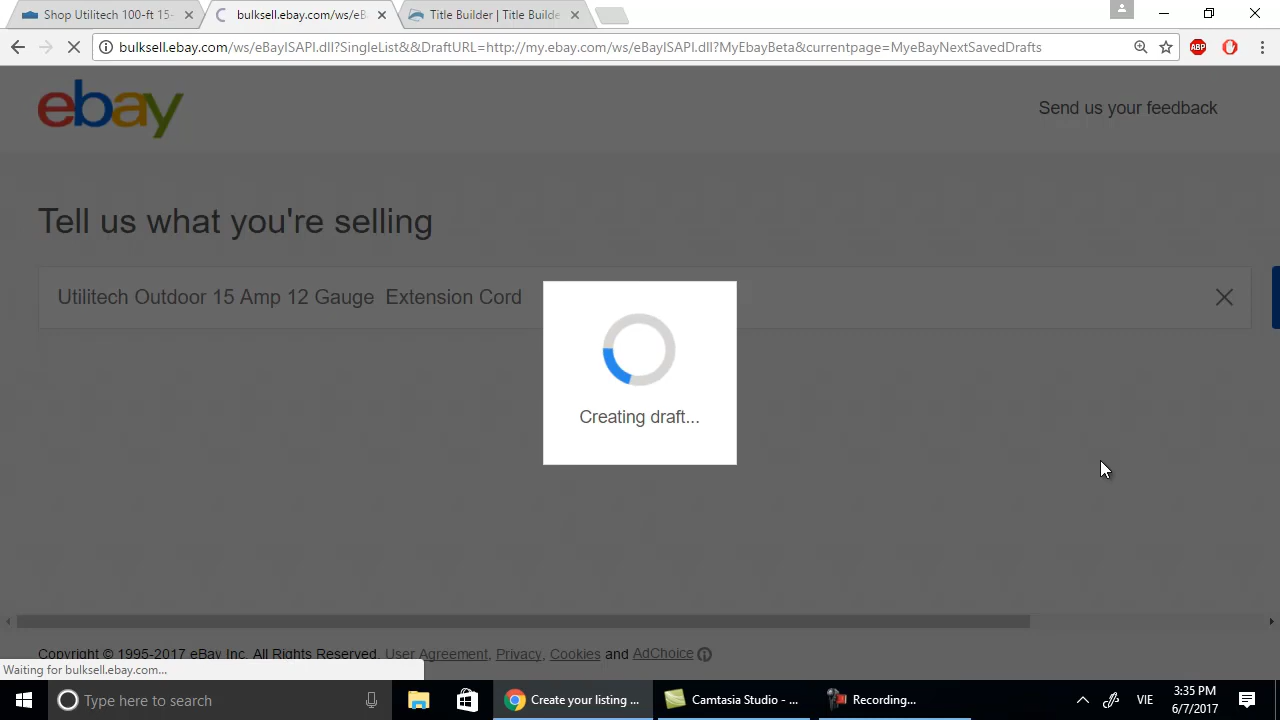 Shop Utilitech 100-ft 15-
bulksell.ebay.com/ws/eB
Title Builder | Title Builde
bulksell.ebay.com/ws/eBayISAPI.dll?SingleList&&DraftURL=http://my.ebay.com/ws/eBayISAPI.dll?MyEbayBeta&currentpage=MyeBayNextSavedDrafts
ABP
ebay
Send us your feedback
Tell us what you're selling
Utilitech Outdoor 15 Amp 12 Gauge  Extension Cord
Creating draft...
Copyright © 1995-2017 eBay Inc. All Rights Reserved. User Agreement, Privacy, Cookies and AdChoice
Waiting for bulksell.ebay.com...
Type here to search
Create your listing ...
Camtasia Studio - ...
Recording...
VIE
3:35 PM
6/7/2017